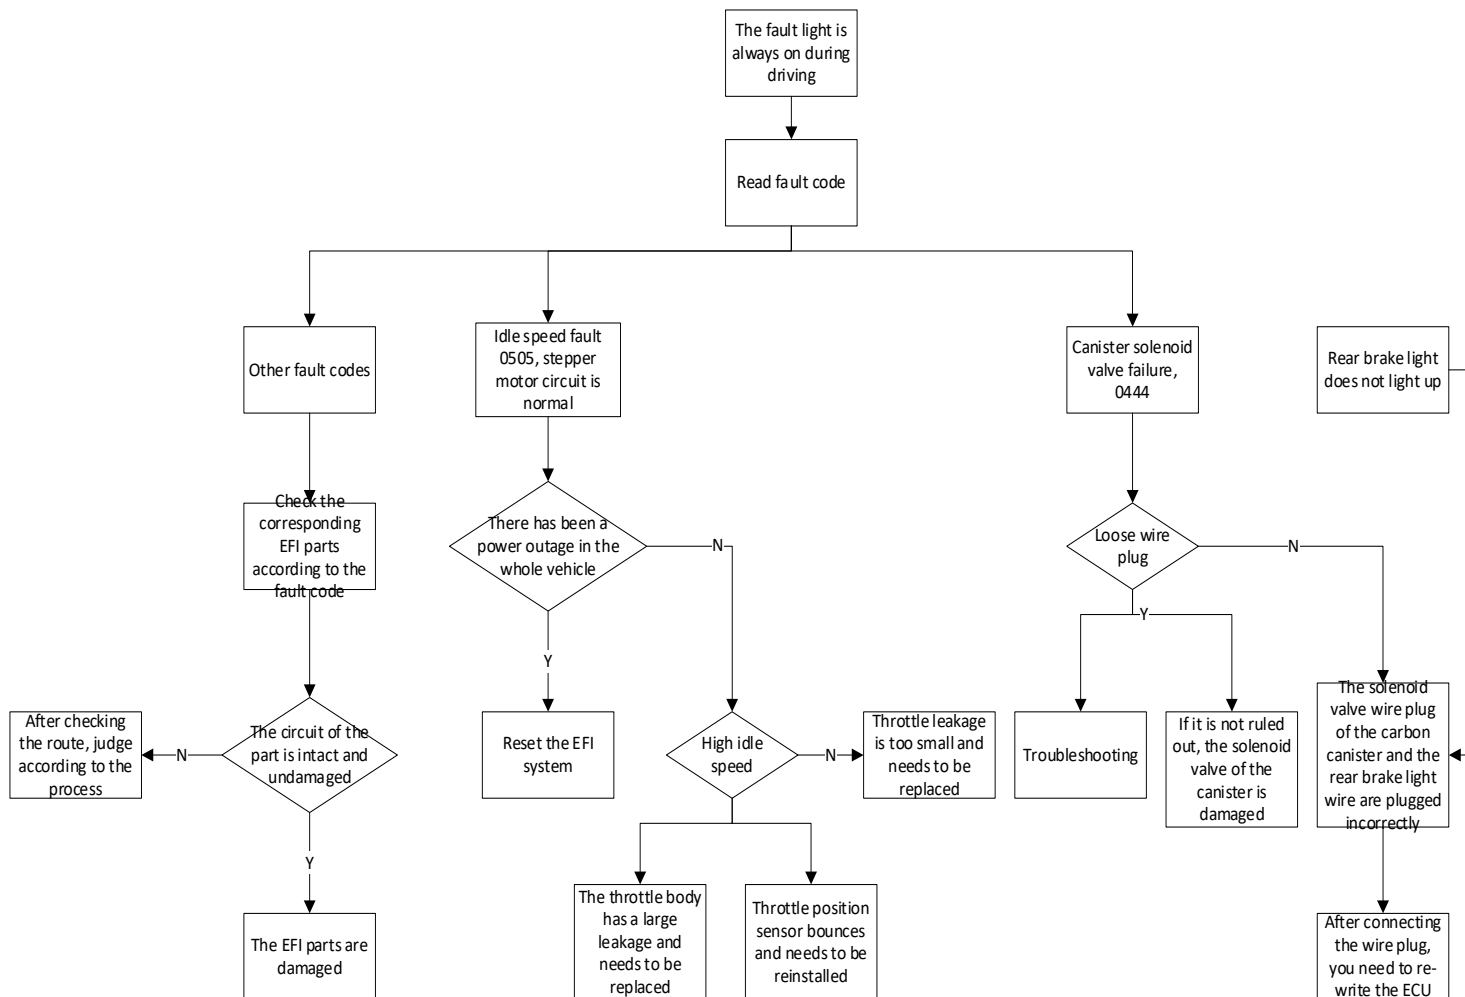 The fault light is
always on during
driving
Read fault code
Other fault codes
Idle speed fault
0505, stepper
motor circuit is
normal
Canister solenoid
valve failure,
0444
Rear brake light
does not light up
Check the
corresponding
EFI parts
according to the
fault code
There has been a
power outage in the
whole vehicle
N
Loose wire
plug
N
Y
Y
After checking
the route, judge
according to the
process
N
The circuit of the
part is intact and
undamaged
Reset the EFI
system
High idle
speed
N
Throttle leakage
is too small and
needs to be
replaced
Troubleshooting
If it is not ruled
out, the solenoid
valve of the
canister is
damaged
The solenoid
valve wire plug
of the carbon
canister and the
rear brake light
wire are plugged
incorrectly
Y
The EFI parts are
damaged
The throttle body
has a large
leakage and
needs to be
replaced
Throttle position
sensor bounces
and needs to be
reinstalled
After connecting
the wire plug,
you need to re-
write the ECU